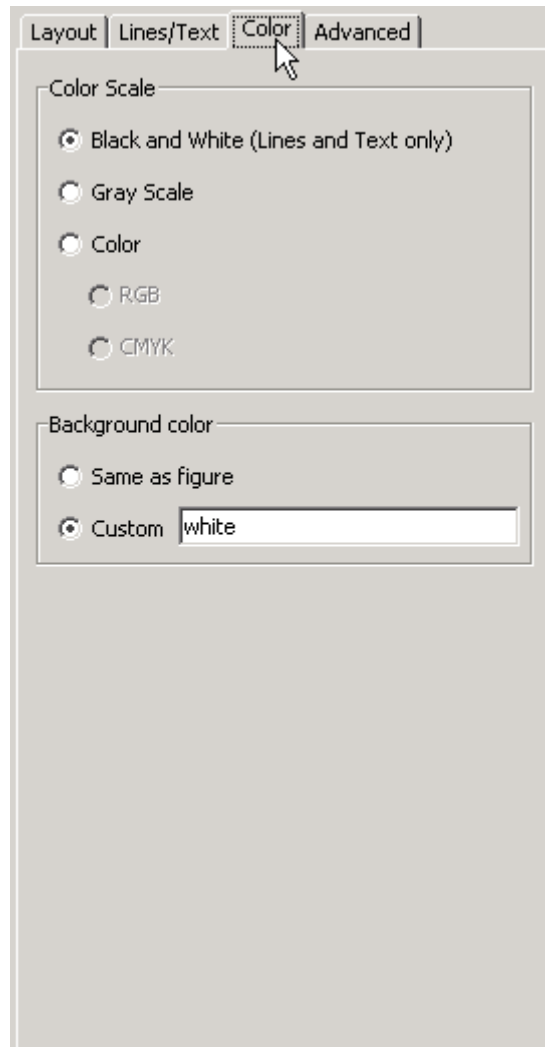 Layout Lines/Text Color Advanced
Color Scale
Black and White (Lines and Text only)
Gray Scale
Color
RGB
CMYK
Background color
Same as figure
Custom white